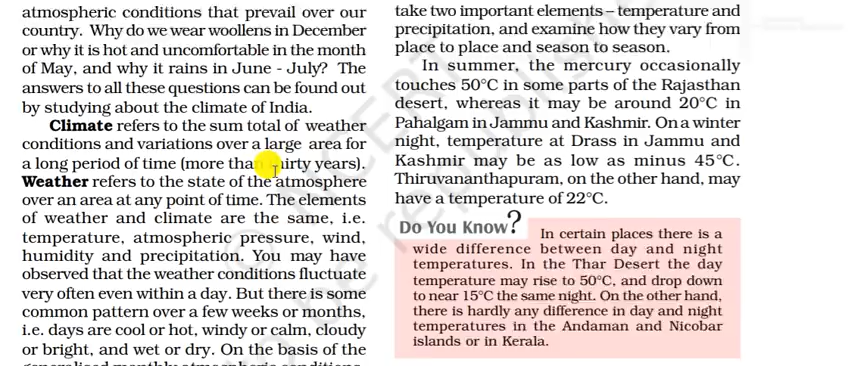 atmospheric conditions that prevail over our
country. Why do we wear woollens in December
or why it is hot and uncomfortable in the month
of May, and why it rains in June - July? The
answers to all these questions can be found out
by studying about the climate of India.
Climate refers to the sum total of weather
conditions and variations over a large area for
a long period of time (more than thirty years).
Weather refers to the state of the atmosphere
over an area at any point of time. The elements
of weather and climate are the same, i.e.
temperature, atmospheric pressure, wind,
humidity and precipitation. You may have
observed that the weather conditions fluctuate
very often even within a day. But there is some
common pattern over a few weeks or months,
i.e. days are cool or hot, windy or calm, cloudy
or bright, and wet or dry. On the basis of the
generalised monthly atmospheric conditions,
take two important elements – temperature and
precipitation, and examine how they vary from
place to place and season to season.
In summer, the mercury occasionally
touches 50°C in some parts of the Rajasthan
desert, whereas it may be around 20°C in
Pahalgam in Jammu and Kashmir. On a winter
night, temperature at Drass in Jammu and
Kashmir may be as low as minus 45°C.
Thiruvananthapuram, on the other hand, may
have a temperature of 22°C.
Do You Know?
In certain places there is a
wide difference between day and night
temperatures. In the Thar Desert the day
temperature may rise to 50°C, and drop down
to near 15°C the same night. On the other hand,
there is hardly any difference in day and night
temperatures in the Andaman and Nicobar
islands or in Kerala.
© NCERT
be republished